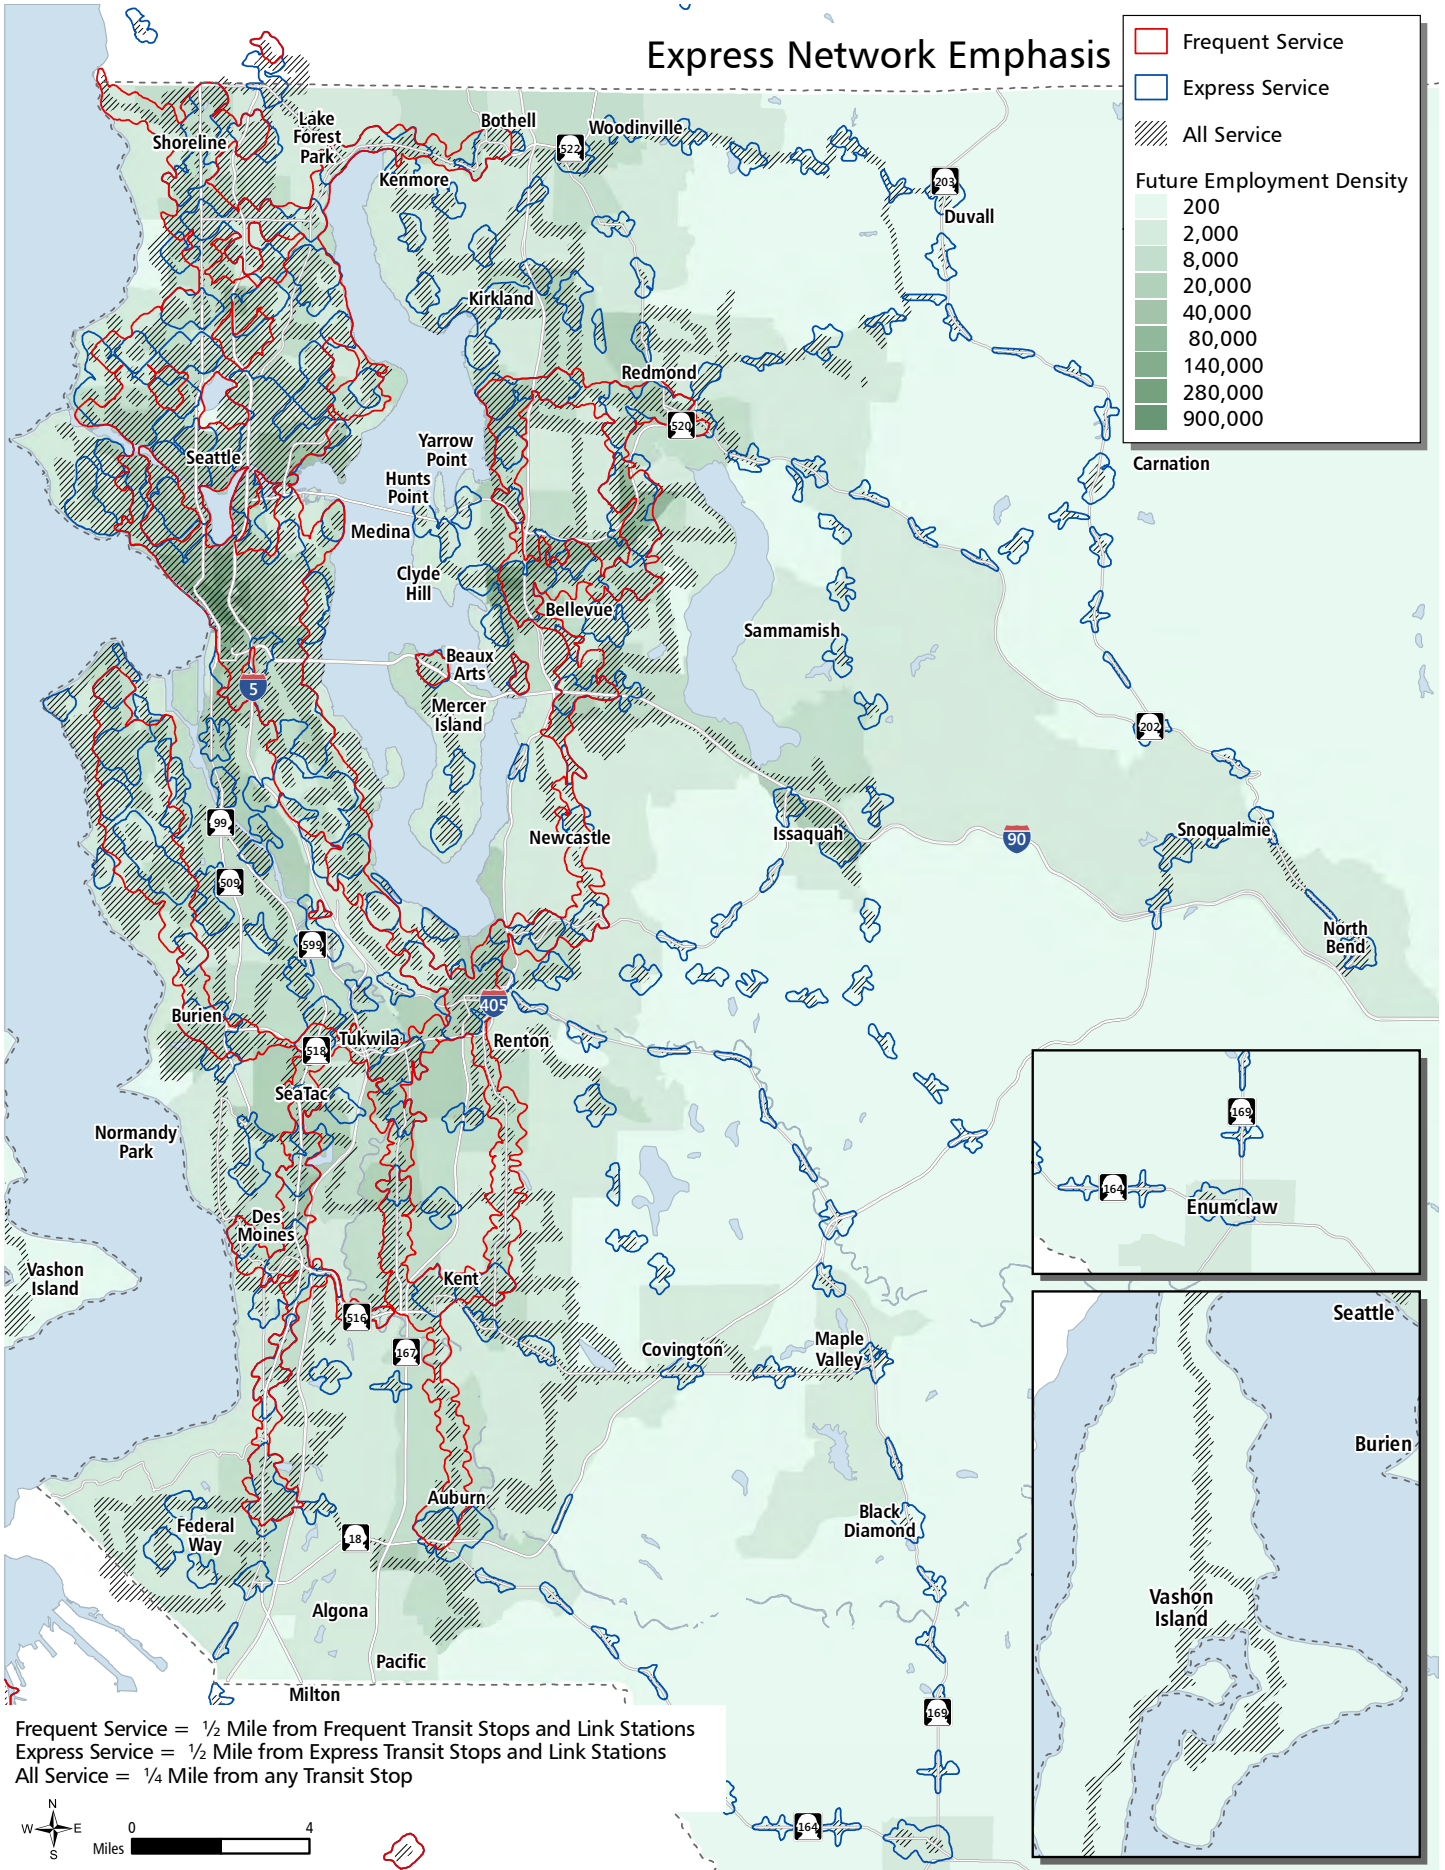 Express Network Emphasis
Frequent Service
Express Service
All Service
Future Employment Density
200
2,000
8,000
20,000
40,000
80,000
140,000
280,000
900,000
Shoreline
Lake
Forest
Park
Bothell
Woodinville
522
Kenmore
203
Duvall
Kirkland
Redmond
520
Yarrow
Point
Seattle
Hunts
Point
Carnation
Medina
Clyde
Hill
Bellevue
Sammamish
Beaux
Arts
5
Mercer
Island
202
99
Newcastle
Issaquah
90
Snoqualmie
509
599
North
Bend
405
Burien
Tukwila
Renton
518
SeaTac
Normandy
Park
169
164
Enumclaw
Des
Moines
Vashon
Island
Kent
516
167
Covington
Maple
Valley
Seattle
Burien
Auburn
Federal
Way
18
Black
Diamond
Vashon
Island
Algona
Pacific
Milton
169
164
Frequent Service = ½ Mile from Frequent Transit Stops and Link Stations
Express Service = ½ Mile from Express Transit Stops and Link Stations
All Service = ¼ Mile from any Transit Stop
N
W E
S
0 4
Miles